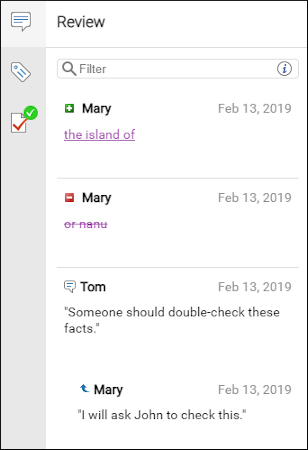 Review
Filter
Mary Feb 13, 2019
the island of
Mary Feb 13, 2019
or nanu
Tom Feb 13, 2019
"Someone should double-check these
facts."
Mary Feb 13, 2019
"I will ask John to check this."